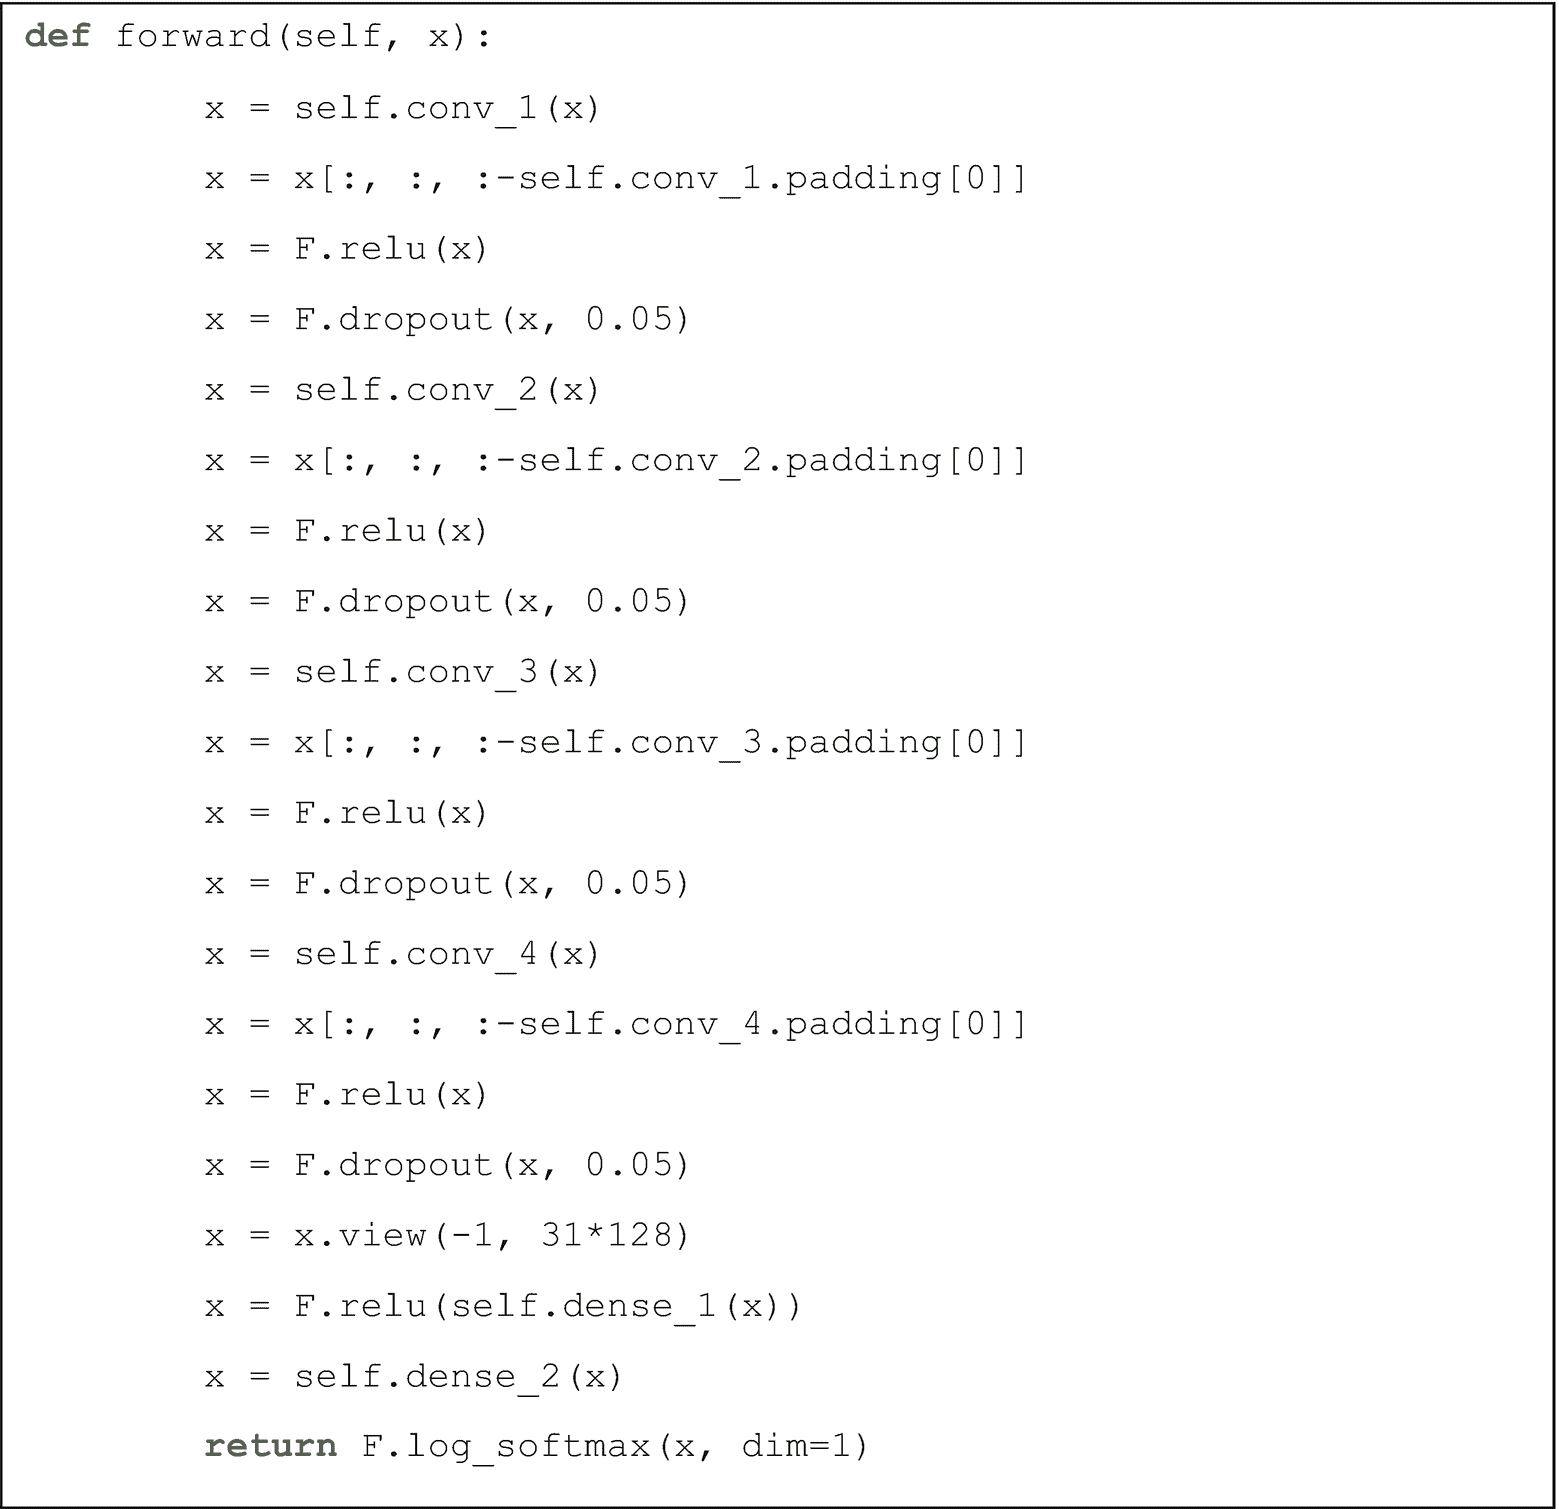 def forward(self, x):
        x = self.conv_1(x)
        x = x[:, :, :-self.conv_1.padding[0]]
        x = F.relu(x)
        x = F.dropout(x, 0.05)
        x = self.conv_2(x)
        x = x[:, :, :-self.conv_2.padding[0]]
        x = F.relu(x)
        x = F.dropout(x, 0.05)
        x = self.conv_3(x)
        x = x[:, :, :-self.conv_3.padding[0]]
        x = F.relu(x)
        x = F.dropout(x, 0.05)
        x = self.conv_4(x)
        x = x[:, :, :-self.conv_4.padding[0]]
        x = F.relu(x)
        x = F.dropout(x, 0.05)
        x = x.view(-1, 31*128)
        x = F.relu(self.dense_1(x))
        x = self.dense_2(x)
        return F.log_softmax(x, dim=1)